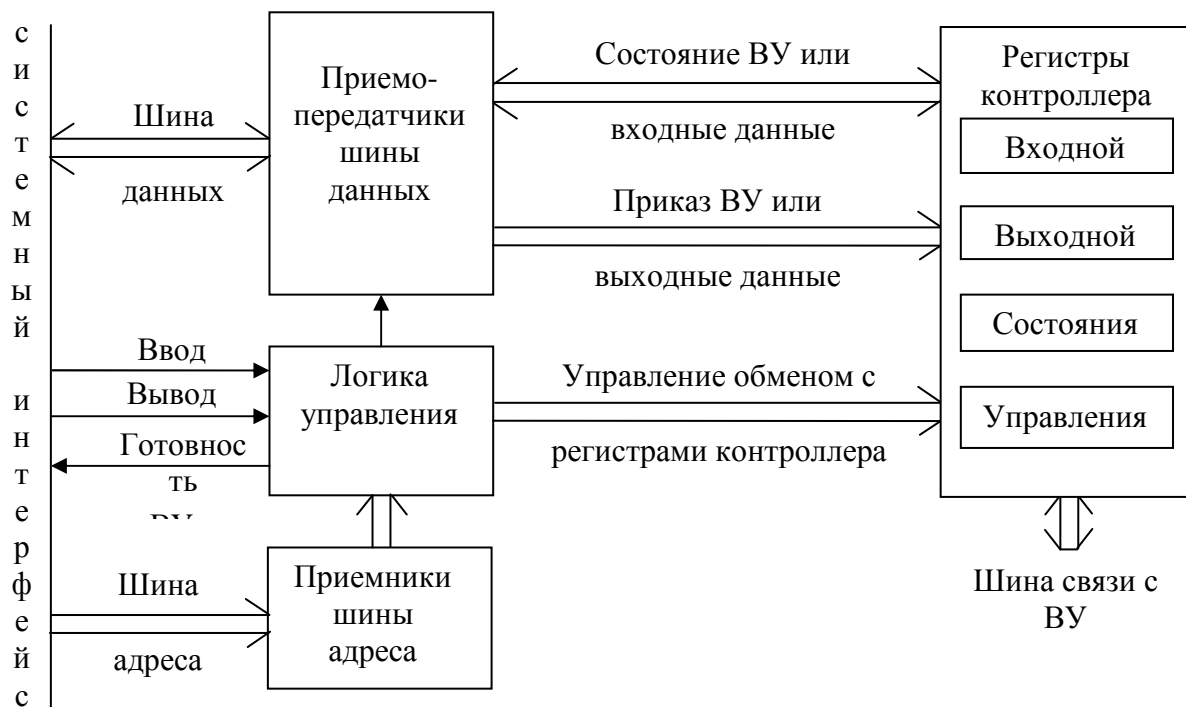 системный интерфейс
Приемо-
передатчики
шины
данных
Шина
данных
Состояние ВУ или
входные данные
Приказ ВУ или
выходные данные
Регистры
контроллера
Входной
Выходной
Состояния
Управления
Ввод
Вывод
Готовнос
ть
Логика
управления
Управление обменом с
регистрами контроллера
Шина
адреса
Приемники
шины
адреса
Шина связи с
ВУ